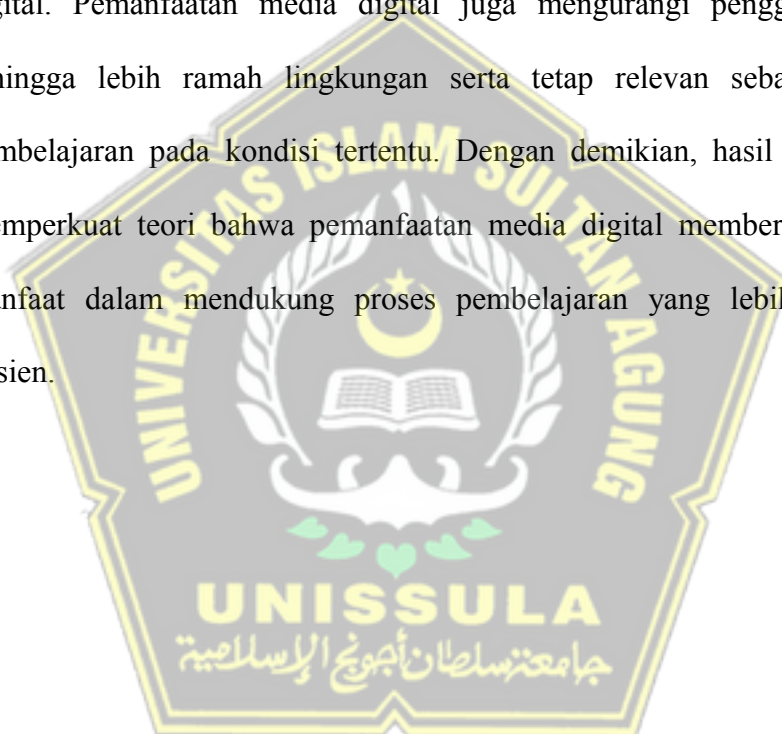 gital. Pemanfaatan media digital juga mengurangi pengg
hingga lebih ramah lingkungan serta tetap relevan seba
mbelajaran pada kondisi tertentu. Dengan demikian, hasil
emperkuat teori bahwa pemanfaatan media digital member
anfaat dalam mendukung proses pembelajaran yang lebih
sien.
UNIVERSITAS ISLAM SULTAN AGUNG
UNISSULA
جامعة سلطان أجونج الإسلامية